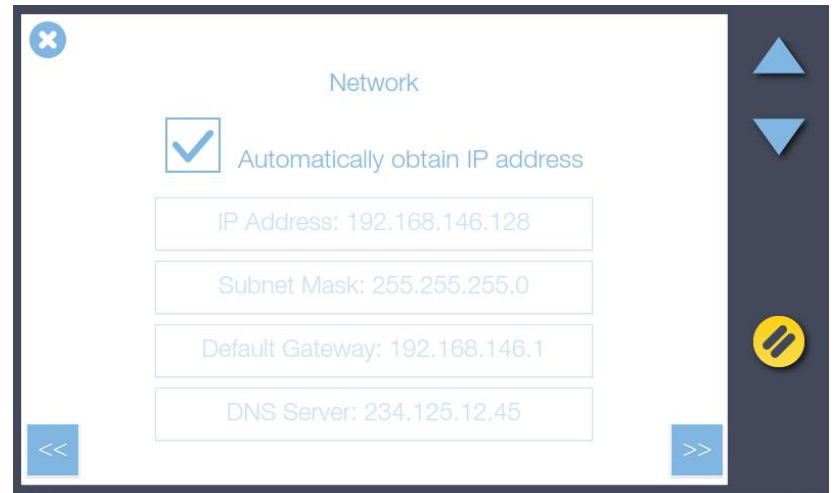 Network
Automatically obtain IP address
IP Address: 192.168.146.128
Subnet Mask: 255.255.255.0
Default Gateway: 192.168.146.1
DNS Server: 234.125.12.45
<< >>